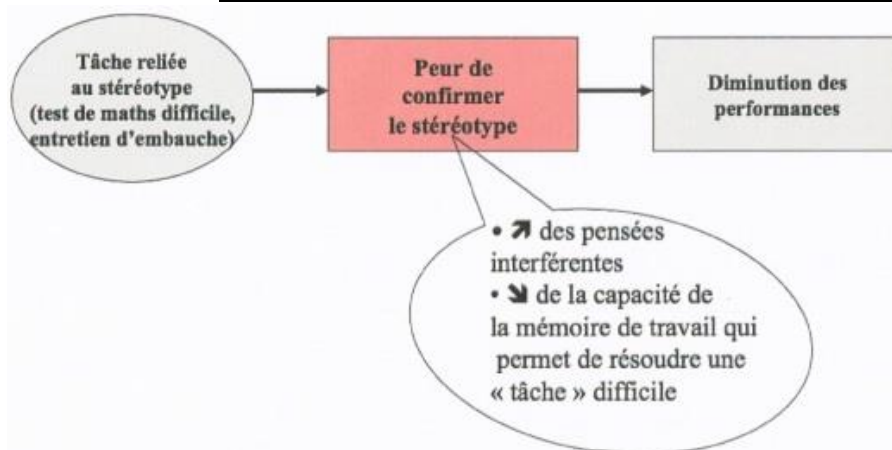 Tâche reliée
au stéréotype
(test de maths difficile,
entretien d'embauche)
Peur de
confirmer
le stéréotype
Diminution des
performances
• ↗ des pensées
interférentes
• ↘ de la capacité de
la mémoire de travail qui
permet de résoudre une
« tâche » difficile